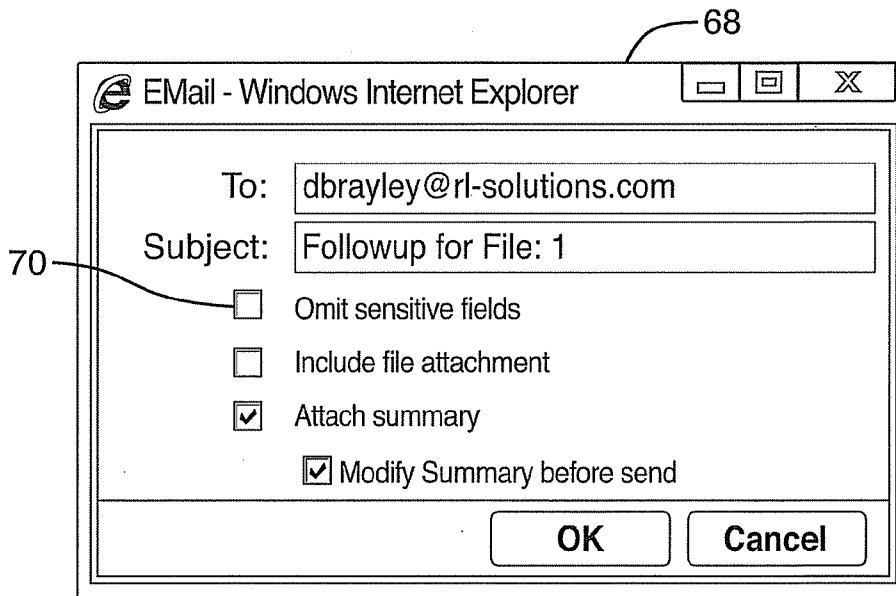 68
EMail - Windows Internet Explorer
To: dbrayley@rl-solutions.com
Subject: Followup for File: 1
70
Omit sensitive fields
Include file attachment
Attach summary
Modify Summary before send
OK Cancel